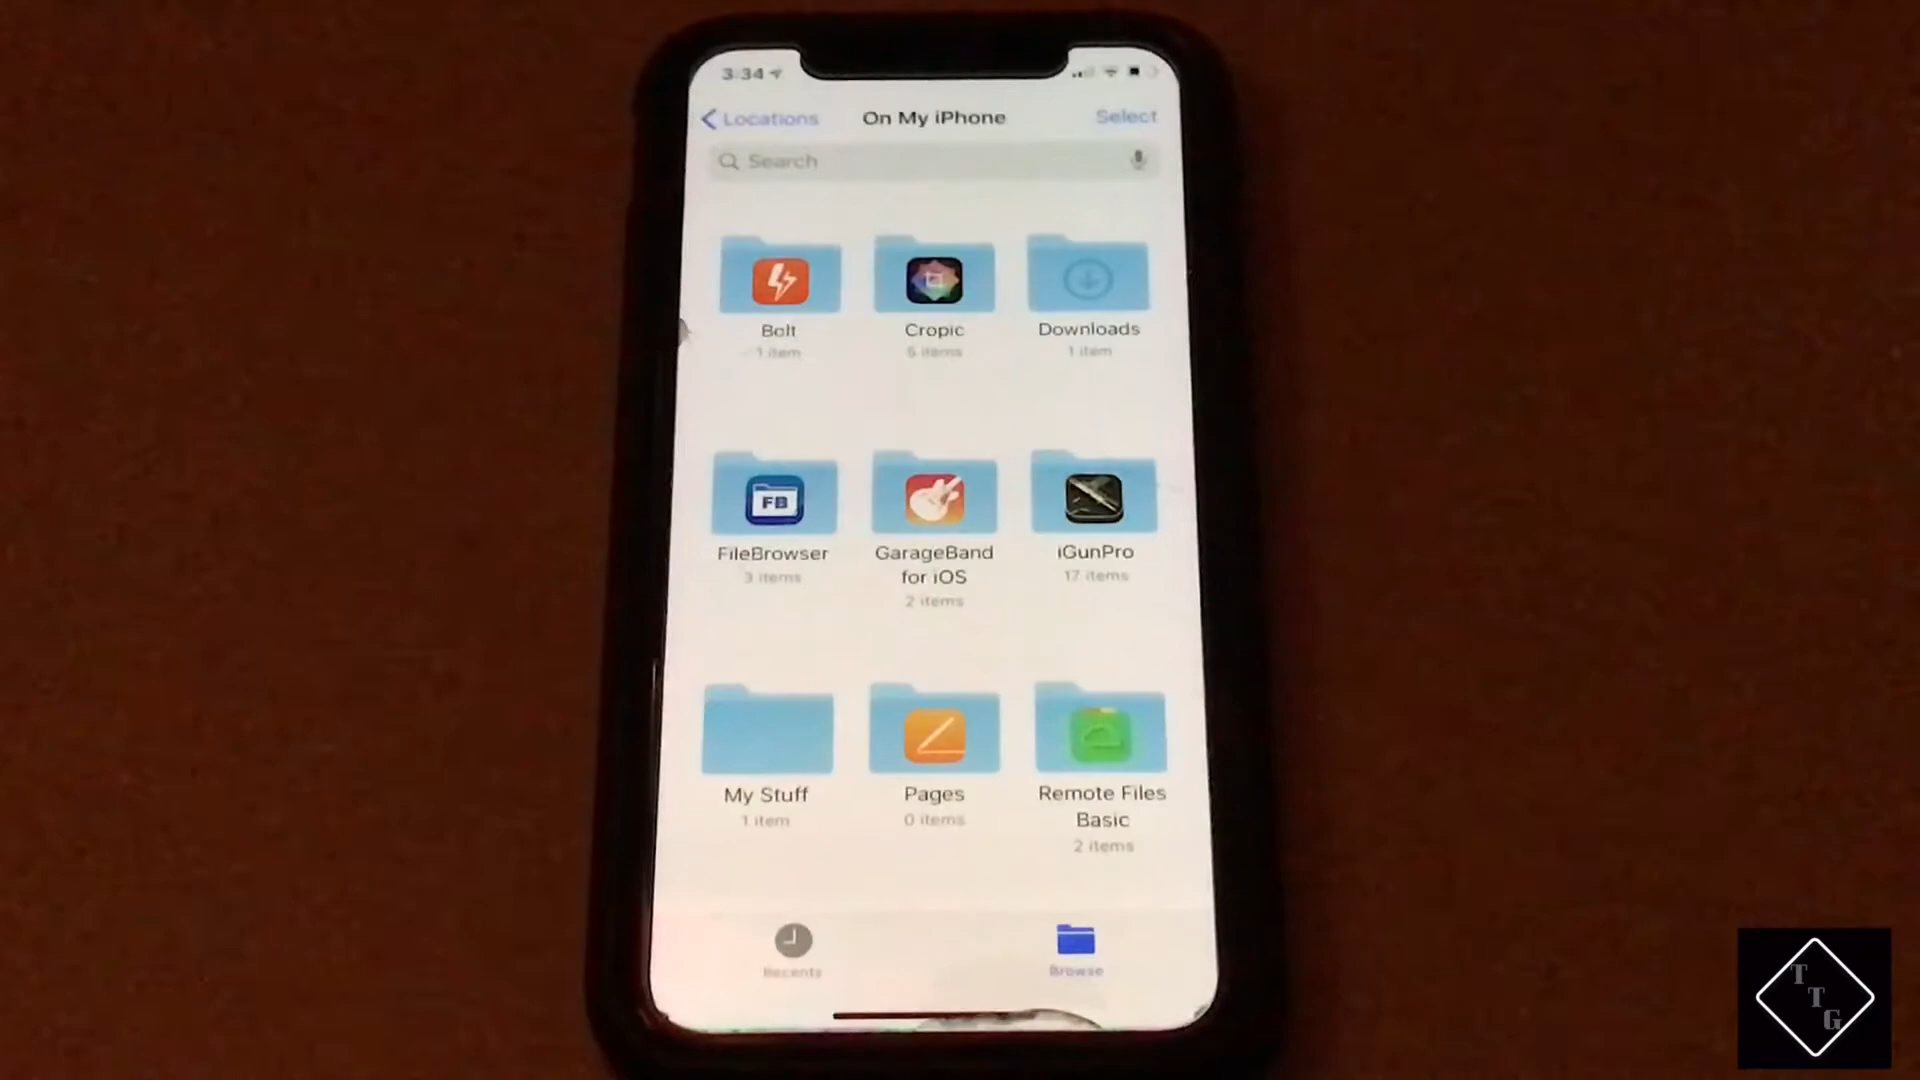 3:34
Locations
On My iPhone
Select
Search
Bolt
1 item
Cropic
5 items
Downloads
1 item
FB
FileBrowser
3 items
GarageBand
for iOS
2 items
iGunPro
17 items
My Stuff
1 item
Pages
0 items
Remote Files
Basic
2 items
Recents
Browse
T
T
G